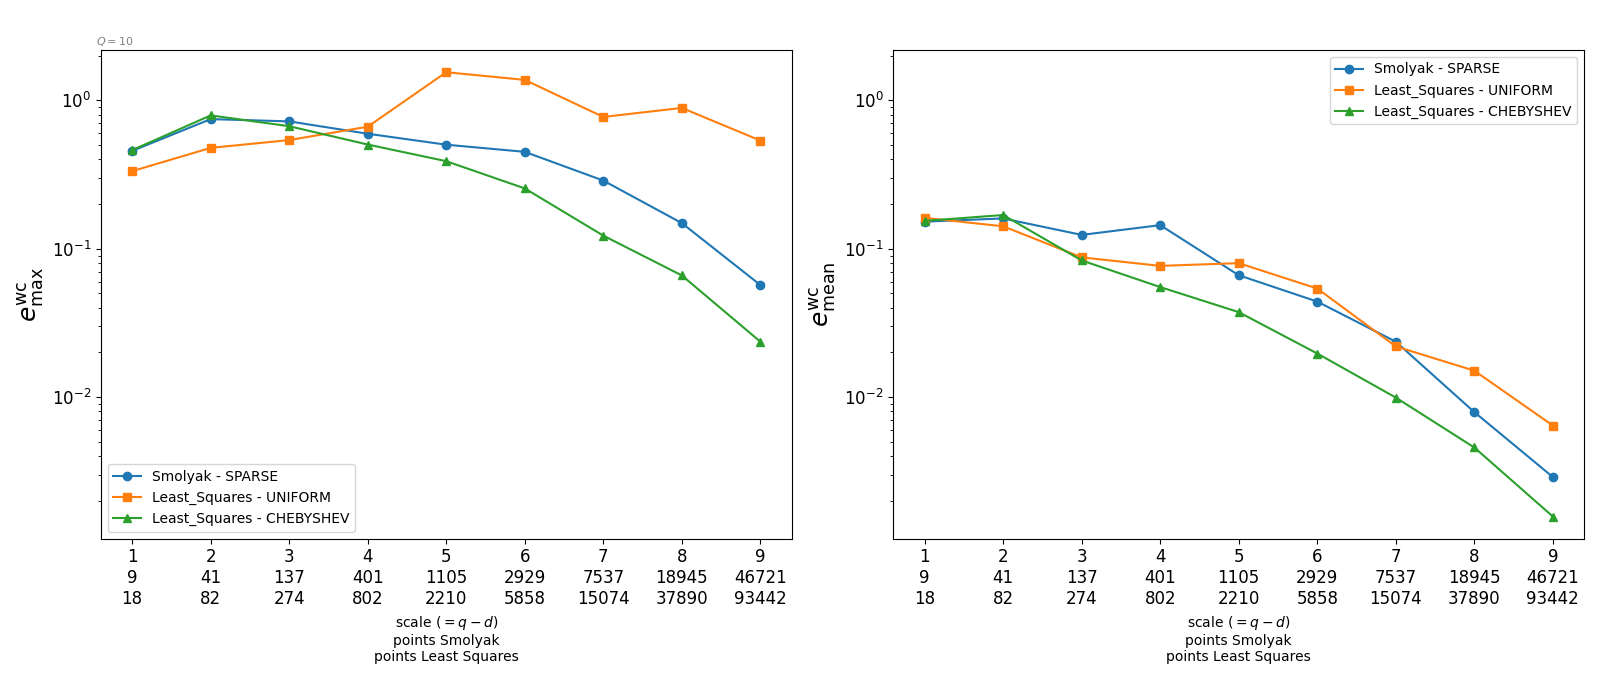 Q = 10
10⁰
10⁻¹
10⁻²
e^wc_max
Smolyak - SPARSE
Least_Squares - UNIFORM
Least_Squares - CHEBYSHEV
1 2 3 4 5 6 7 8 9
9 41 137 401 1105 2929 7537 18945 46721
18 82 274 802 2210 5858 15074 37890 93442
scale (= q − d)
points Smolyak
points Least Squares
10⁰
10⁻¹
10⁻²
e^wc_mean
Smolyak - SPARSE
Least_Squares - UNIFORM
Least_Squares - CHEBYSHEV
1 2 3 4 5 6 7 8 9
9 41 137 401 1105 2929 7537 18945 46721
18 82 274 802 2210 5858 15074 37890 93442
scale (= q − d)
points Smolyak
points Least Squares